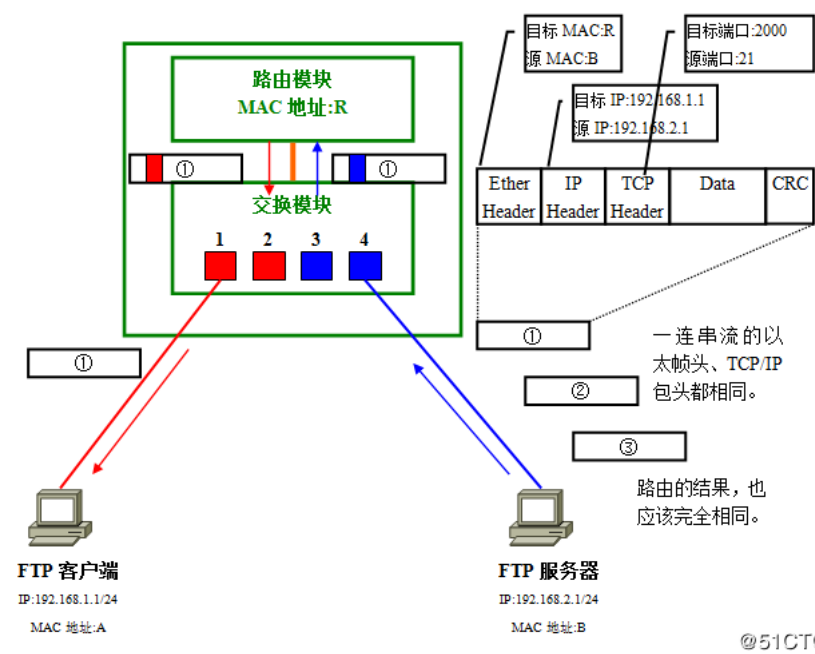 路由模块
MAC 地址:R
①
①
交换模块
1 2 3 4
①
FTP 客户端
IP:192.168.1.1/24
MAC 地址:A
FTP 服务器
IP:192.168.2.1/24
MAC 地址:B
目标 MAC:R
源 MAC:B
目标端口:2000
源端口:21
目标 IP:192.168.1.1
源 IP:192.168.2.1
Ether Header
IP Header
TCP Header
Data
CRC
①
②
③
一连串流的以
太帧头、TCP/IP
包头都相同。
路由的结果，也
应该完全相同。